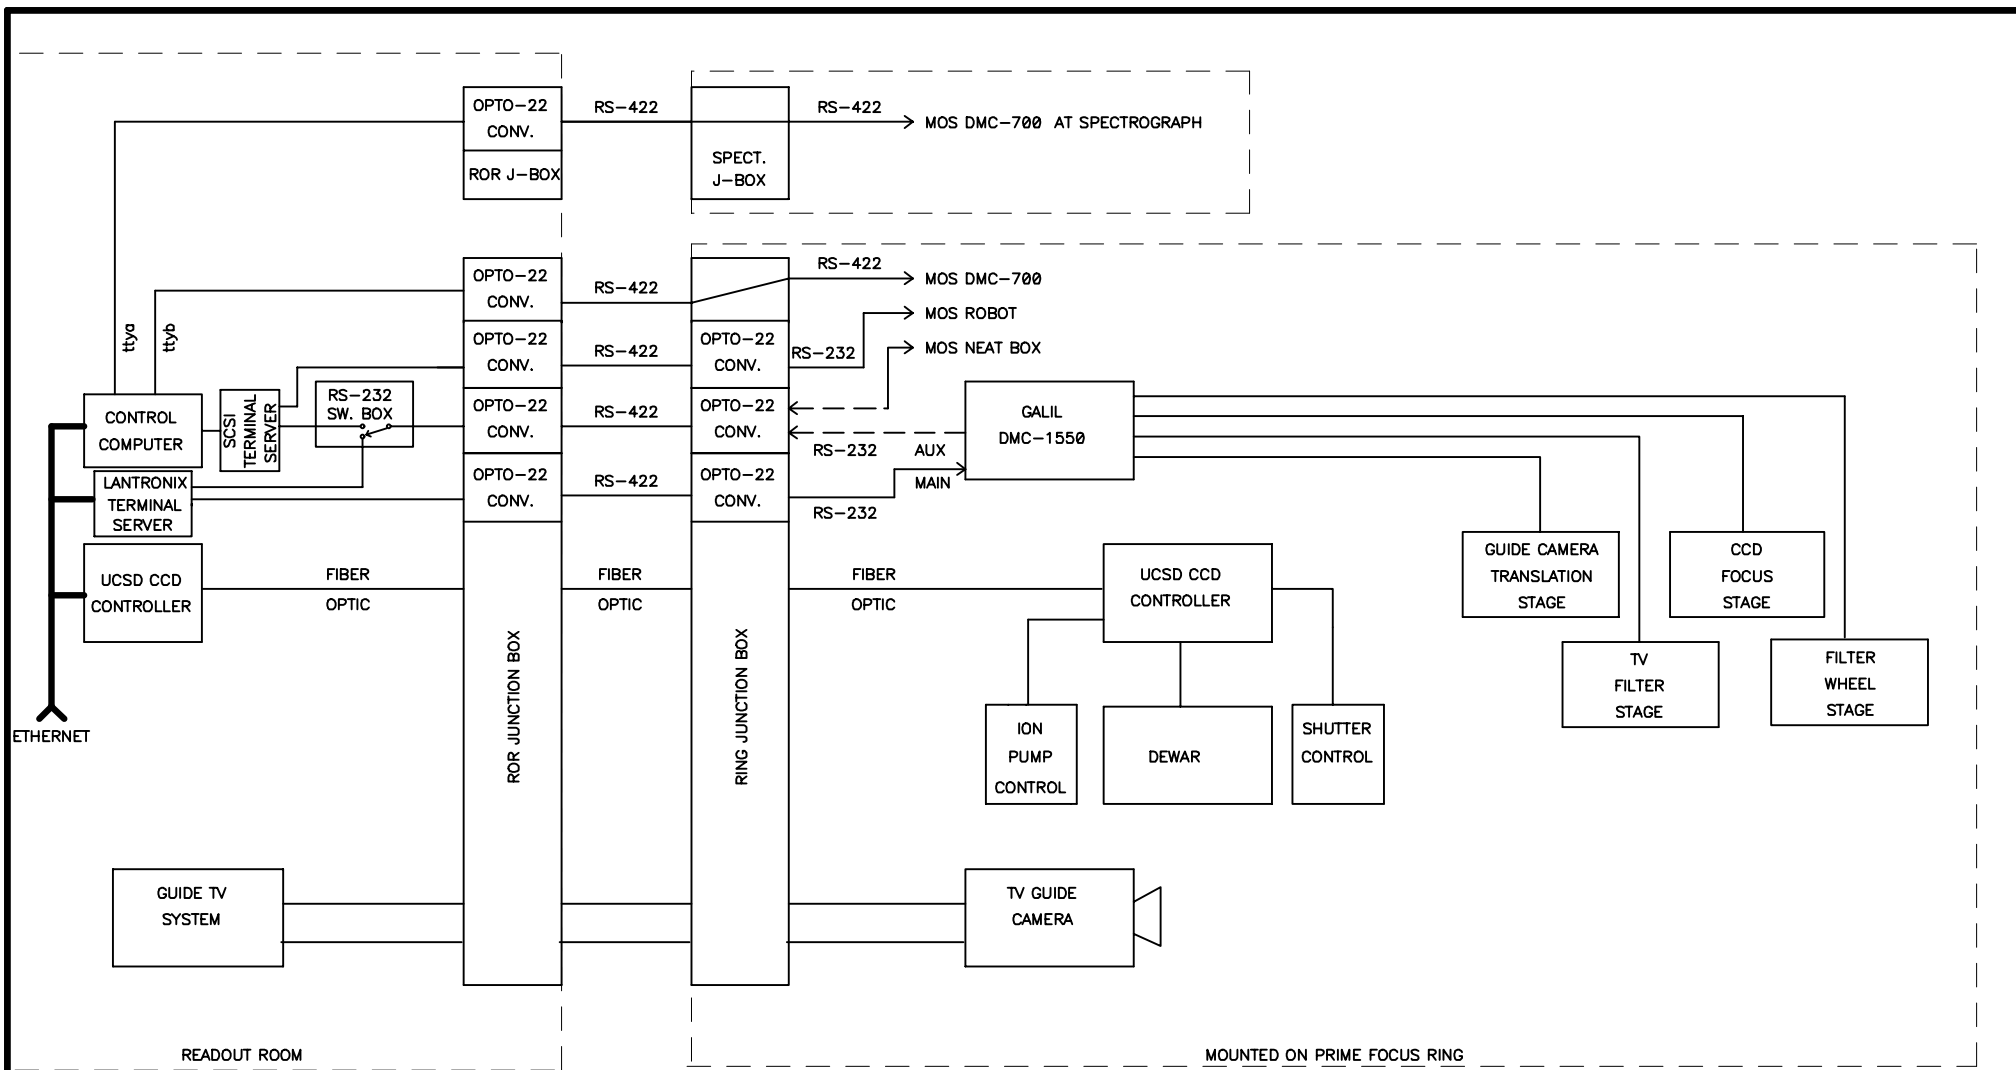 OPTO-22
CONV.
ROR J-BOX
RS-422
SPECT.
J-BOX
RS-422
MOS DMC-700 AT SPECTROGRAPH
ttya
ttyb
OPTO-22
CONV.
RS-422
RS-422
MOS DMC-700
MOS ROBOT
MOS NEAT BOX
OPTO-22
CONV.
RS-422
OPTO-22
CONV.
RS-232
CONTROL
COMPUTER
SCSI
TERMINAL
SERVER
RS-232
SW. BOX
OPTO-22
CONV.
RS-422
OPTO-22
CONV.
RS-232
AUX
MAIN
GALIL
DMC-1550
LANTRONIX
TERMINAL
SERVER
OPTO-22
CONV.
RS-422
OPTO-22
CONV.
RS-232
UCSD CCD
CONTROLLER
FIBER
OPTIC
FIBER
OPTIC
FIBER
OPTIC
UCSD CCD
CONTROLLER
GUIDE CAMERA
TRANSLATION
STAGE
CCD
FOCUS
STAGE
TV
FILTER
STAGE
FILTER
WHEEL
STAGE
ETHERNET
ROR JUNCTION BOX
RING JUNCTION BOX
ION
PUMP
CONTROL
DEWAR
SHUTTER
CONTROL
GUIDE TV
SYSTEM
TV GUIDE
CAMERA
READOUT ROOM
MOUNTED ON PRIME FOCUS RING